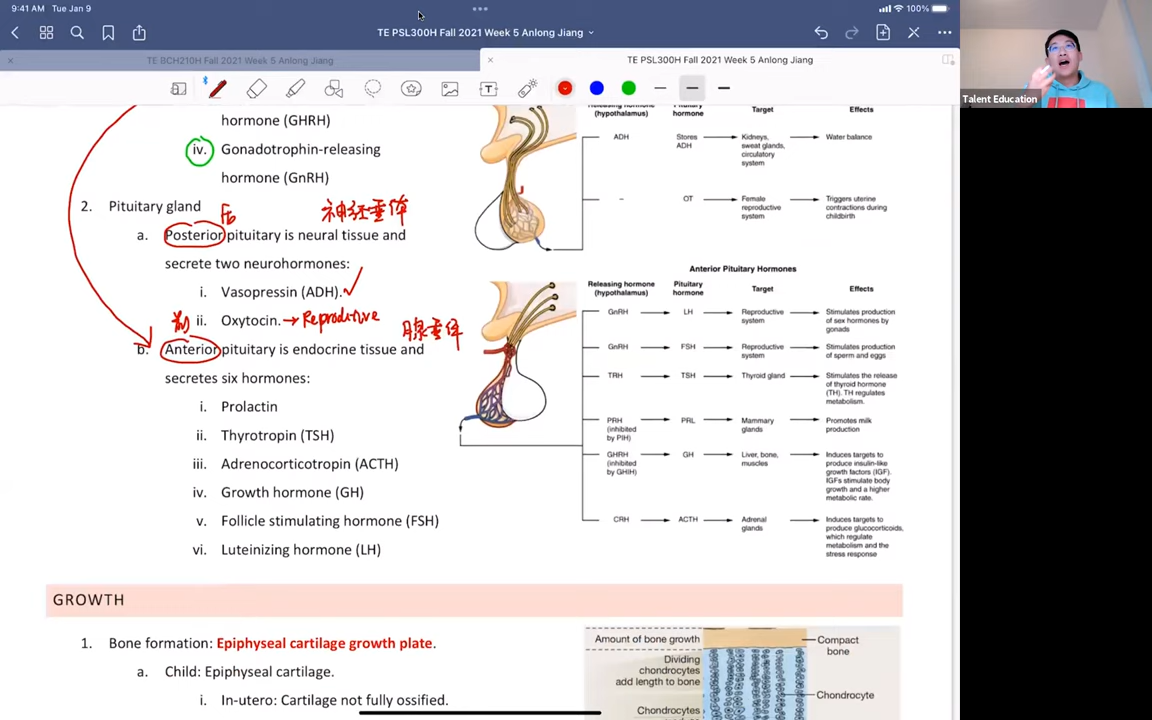 9:41 AM Tue Jan 9
100%
TE PSL300H Fall 2021 Week 5 Anlong Jiang
TE BCH210H Fall 2021 Week 5 Anlong Jiang
TE PSL300H Fall 2021 Week 5 Anlong Jiang
Talent Education
hormone (GHRH)
iv. Gonadotrophin-releasing
hormone (GnRH)
2. Pituitary gland
后
神经垂体
a. Posterior pituitary is neural tissue and
secrete two neurohormones:
i. Vasopressin (ADH).
ii. Oxytocin. → Reproductive
前
腺垂体
b. Anterior pituitary is endocrine tissue and
secretes six hormones:
i. Prolactin
ii. Thyrotropin (TSH)
iii. Adrenocorticotropin (ACTH)
iv. Growth hormone (GH)
v. Follicle stimulating hormone (FSH)
vi. Luteinizing hormone (LH)
Releasing hormone
(hypothalamus)
Pituitary
hormone
Target
Effects
ADH
Stores
ADH
Kidneys,
sweat glands,
circulatory
system
Water balance
–
OT
Female
reproductive
system
Triggers uterine
contractions during
childbirth
Anterior Pituitary Hormones
Releasing hormone
(hypothalamus)
Pituitary
hormone
Target
Effects
GnRH
LH
Reproductive
system
Stimulates production
of sex hormones by
gonads
GnRH
FSH
Reproductive
system
Stimulates production
of sperm and eggs
TRH
TSH
Thyroid gland
Stimulates the release
of thyroid hormone
(TH). TH regulates
metabolism.
PRH
(inhibited
by PIH)
PRL
Mammary
glands
Promotes milk
production
GHRH
(inhibited
by GHIH)
GH
Liver, bone,
muscles
Induces targets to
produce insulin-like
growth factors (IGF).
IGFs stimulate body
growth and a higher
metabolic rate.
CRH
ACTH
Adrenal
glands
Induces targets to
produce glucocorticoids,
which regulate
metabolism and the
stress response
GROWTH
1. Bone formation: Epiphyseal cartilage growth plate.
a. Child: Epiphyseal cartilage.
i. In-utero: Cartilage not fully ossified.
Amount of bone growth
Compact
bone
Dividing
chondrocytes
add length to bone
Chondrocyte
Chondrocytes